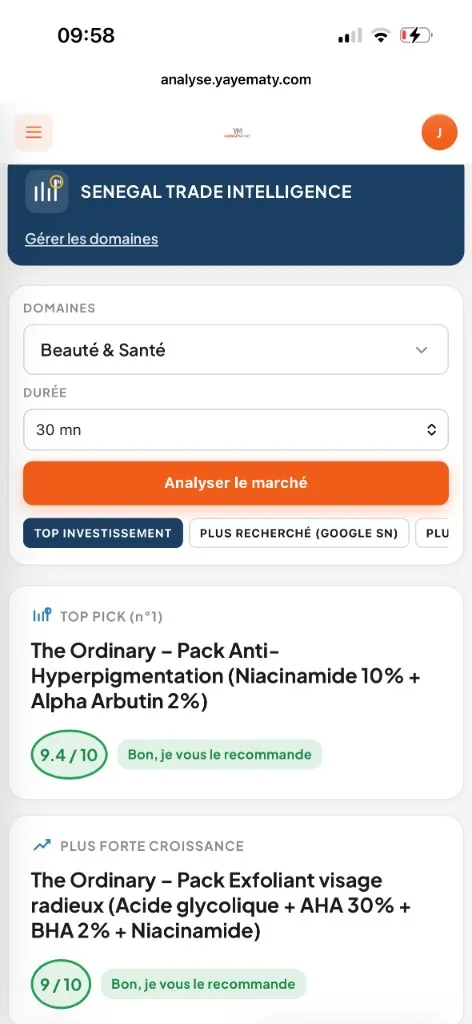 09:58
analyse.yayematy.com
YM
J
SENEGAL TRADE INTELLIGENCE
Gérer les domaines
DOMAINES
Beauté & Santé
DURÉE
30 mn
Analyser le marché
TOP INVESTISSEMENT
PLUS RECHERCHÉ (GOOGLE SN)
PLU
TOP PICK (n°1)
The Ordinary – Pack Anti-
Hyperpigmentation (Niacinamide 10% +
Alpha Arbutin 2%)
9.4 / 10
Bon, je vous le recommande
PLUS FORTE CROISSANCE
The Ordinary – Pack Exfoliant visage
radieux (Acide glycolique + AHA 30% +
BHA 2% + Niacinamide)
9 / 10
Bon, je vous le recommande